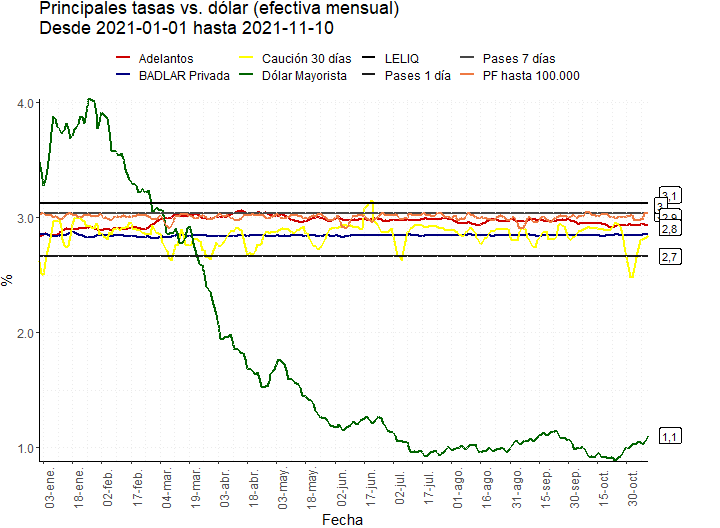 Principales tasas vs. dólar (efectiva mensual)
Desde 2021-01-01 hasta 2021-11-10
Adelantos
Caución 30 días
LELIQ
Pases 7 días
BADLAR Privada
Dólar Mayorista
Pases 1 día
PF hasta 100.000
%
4.0
3.0
2.0
1.0
3,1
2,9
2,8
2,7
1,1
03-ene.
18-ene.
02-feb.
17-feb.
04-mar.
19-mar.
03-abr.
18-abr.
03-may.
18-may.
02-jun.
17-jun.
02-jul.
17-jul.
01-ago.
16-ago.
31-ago.
15-sep.
30-sep.
15-oct.
30-oct.
Fecha